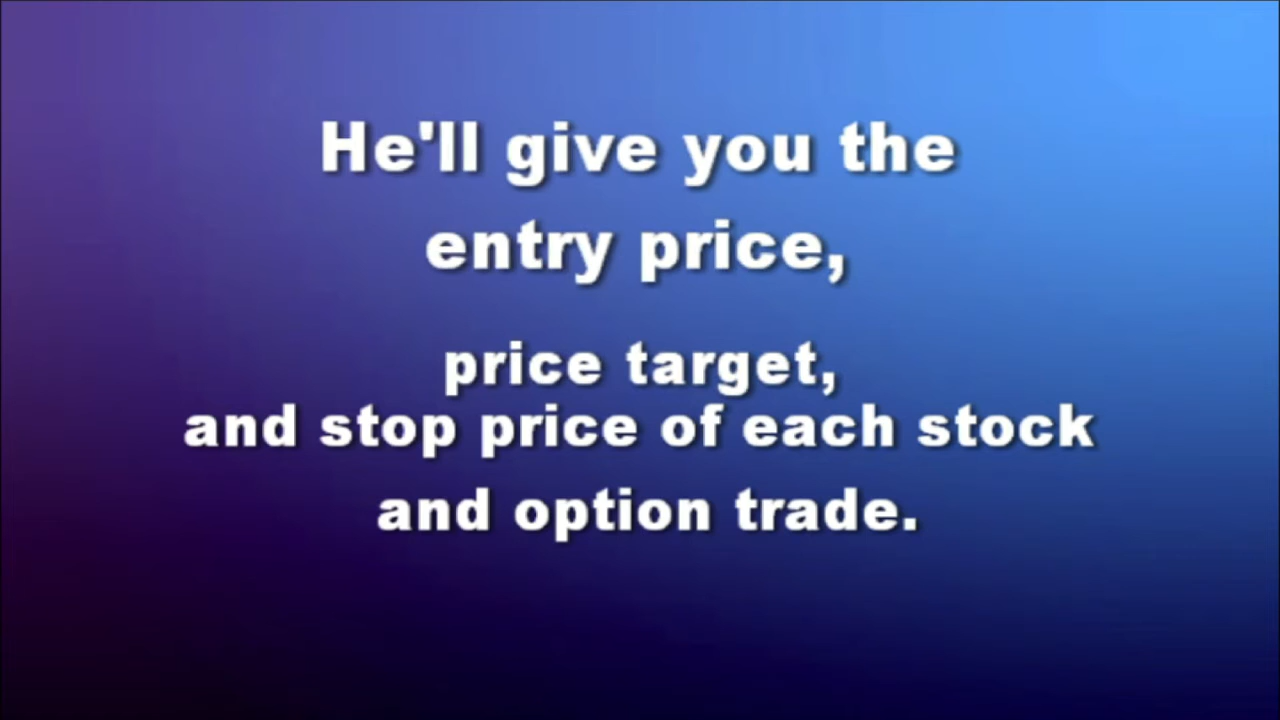 He'll give you the
entry price,
price target,
and stop price of each stock
and option trade.